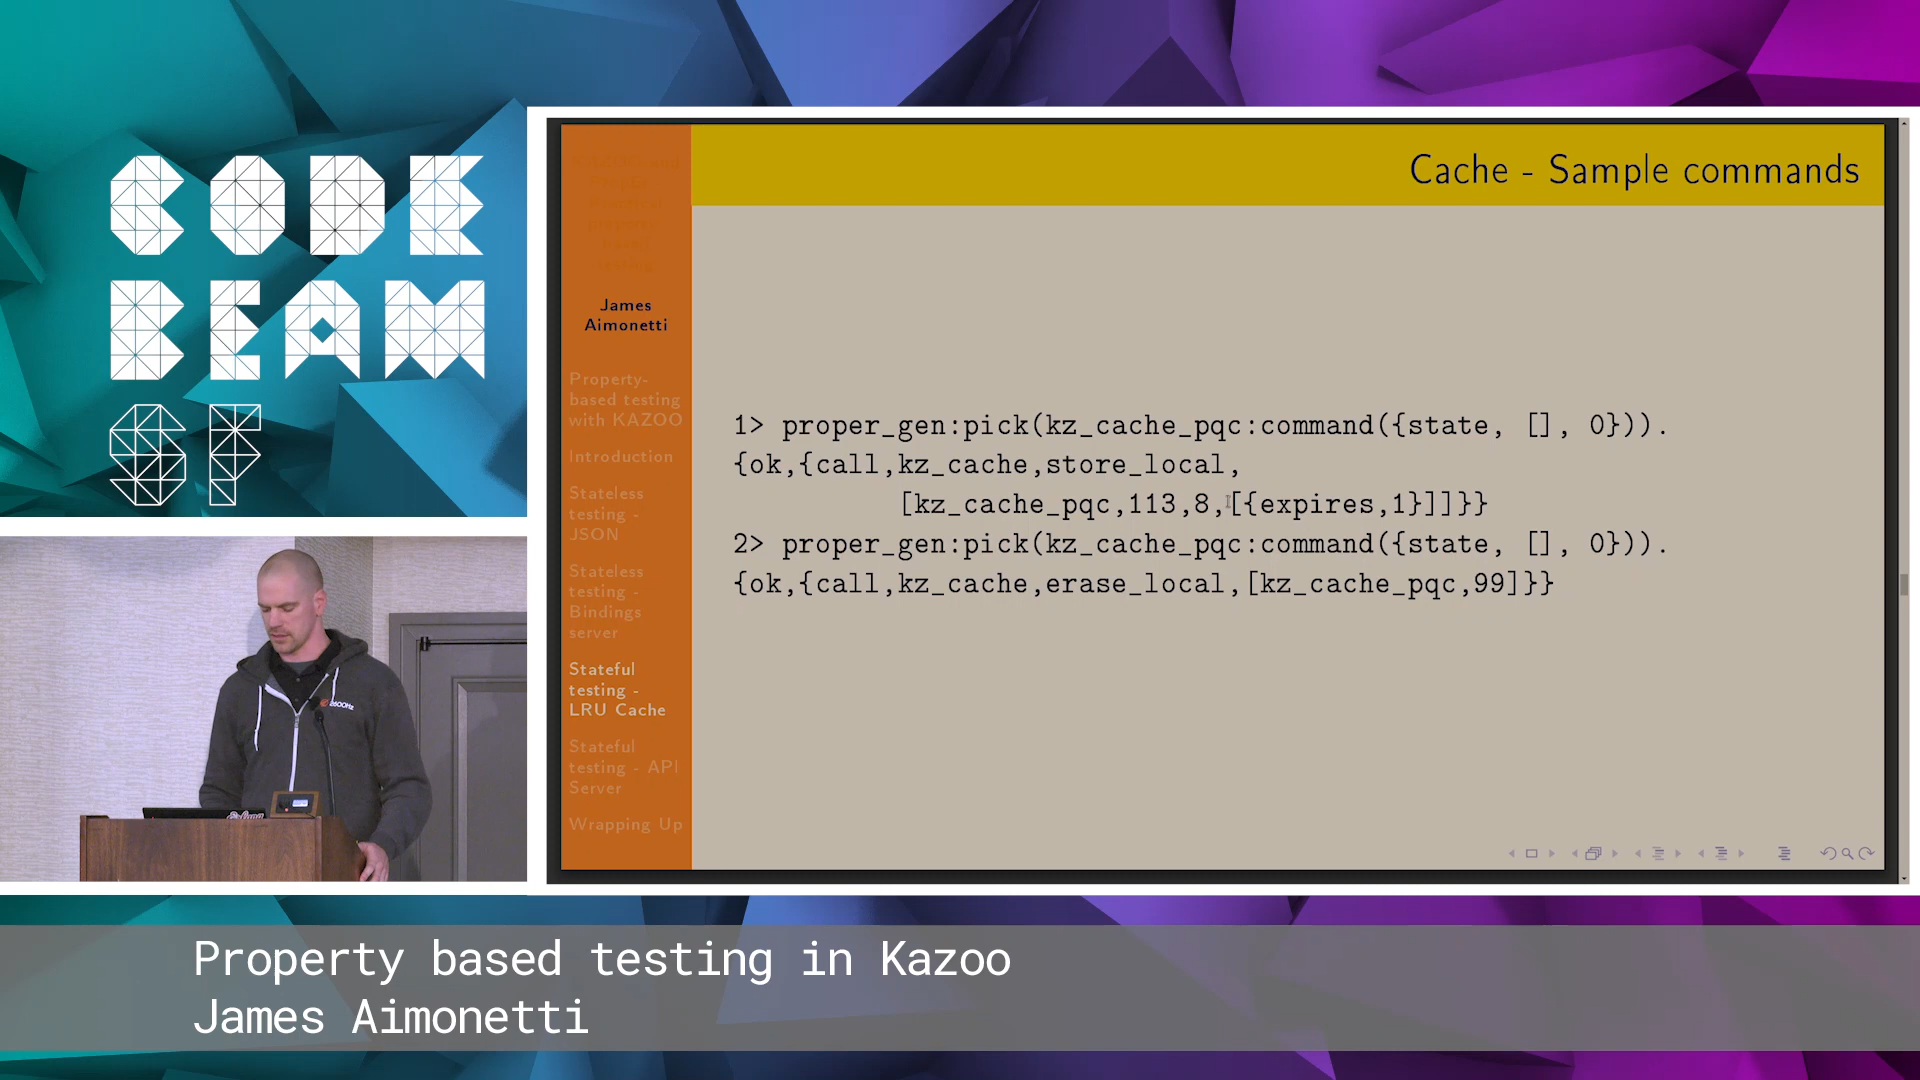 CODE
BEAM
SF
James
Aimonetti
Property-
based testing
with KAZOO
Introduction
Stateless
testing -
JSON
Stateless
testing -
Bindings
server
Stateful
testing -
LRU Cache
Stateful
testing - API
Server
Wrapping Up
Cache - Sample commands
1> proper_gen:pick(kz_cache_pqc:command({state, [], 0})).
{ok,{call,kz_cache,store_local,
[kz_cache_pqc,113,8,[{expires,1}]]}}
2> proper_gen:pick(kz_cache_pqc:command({state, [], 0})).
{ok,{call,kz_cache,erase_local,[kz_cache_pqc,99]}}
2600Hz
Property based testing in Kazoo
James Aimonetti